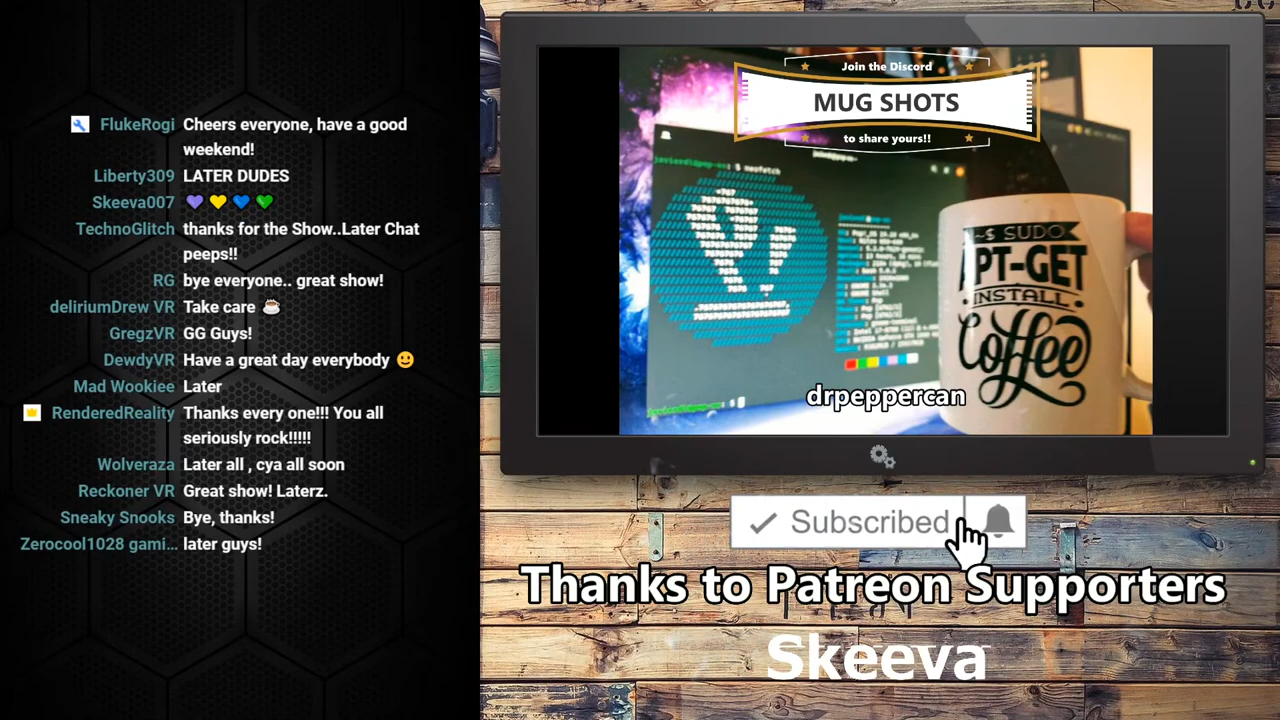 FlukeRogi Cheers everyone, have a good
weekend!
Liberty309 LATER DUDES
Skeeva007 💜 💛 💙 💚
TechnoGlitch thanks for the Show..Later Chat
peeps!!
RG bye everyone.. great show!
deliriumDrew VR Take care ☕
GregzVR GG Guys!
DewdyVR Have a great day everybody 🙂
Mad Wookiee Later
RenderedReality Thanks every one!!! You all
seriously rock!!!!!
Wolveraza Later all , cya all soon
Reckoner VR Great show! Laterz.
Sneaky Snooks Bye, thanks!
Zerocool1028 gami... later guys!
Join the Discord
MUG SHOTS
to share yours!!
$ neofetch
~$ SUDO
APT-GET
INSTALL
Coffee
drpeppercan
Subscribed
Thanks to Patreon Supporters
Skeeva